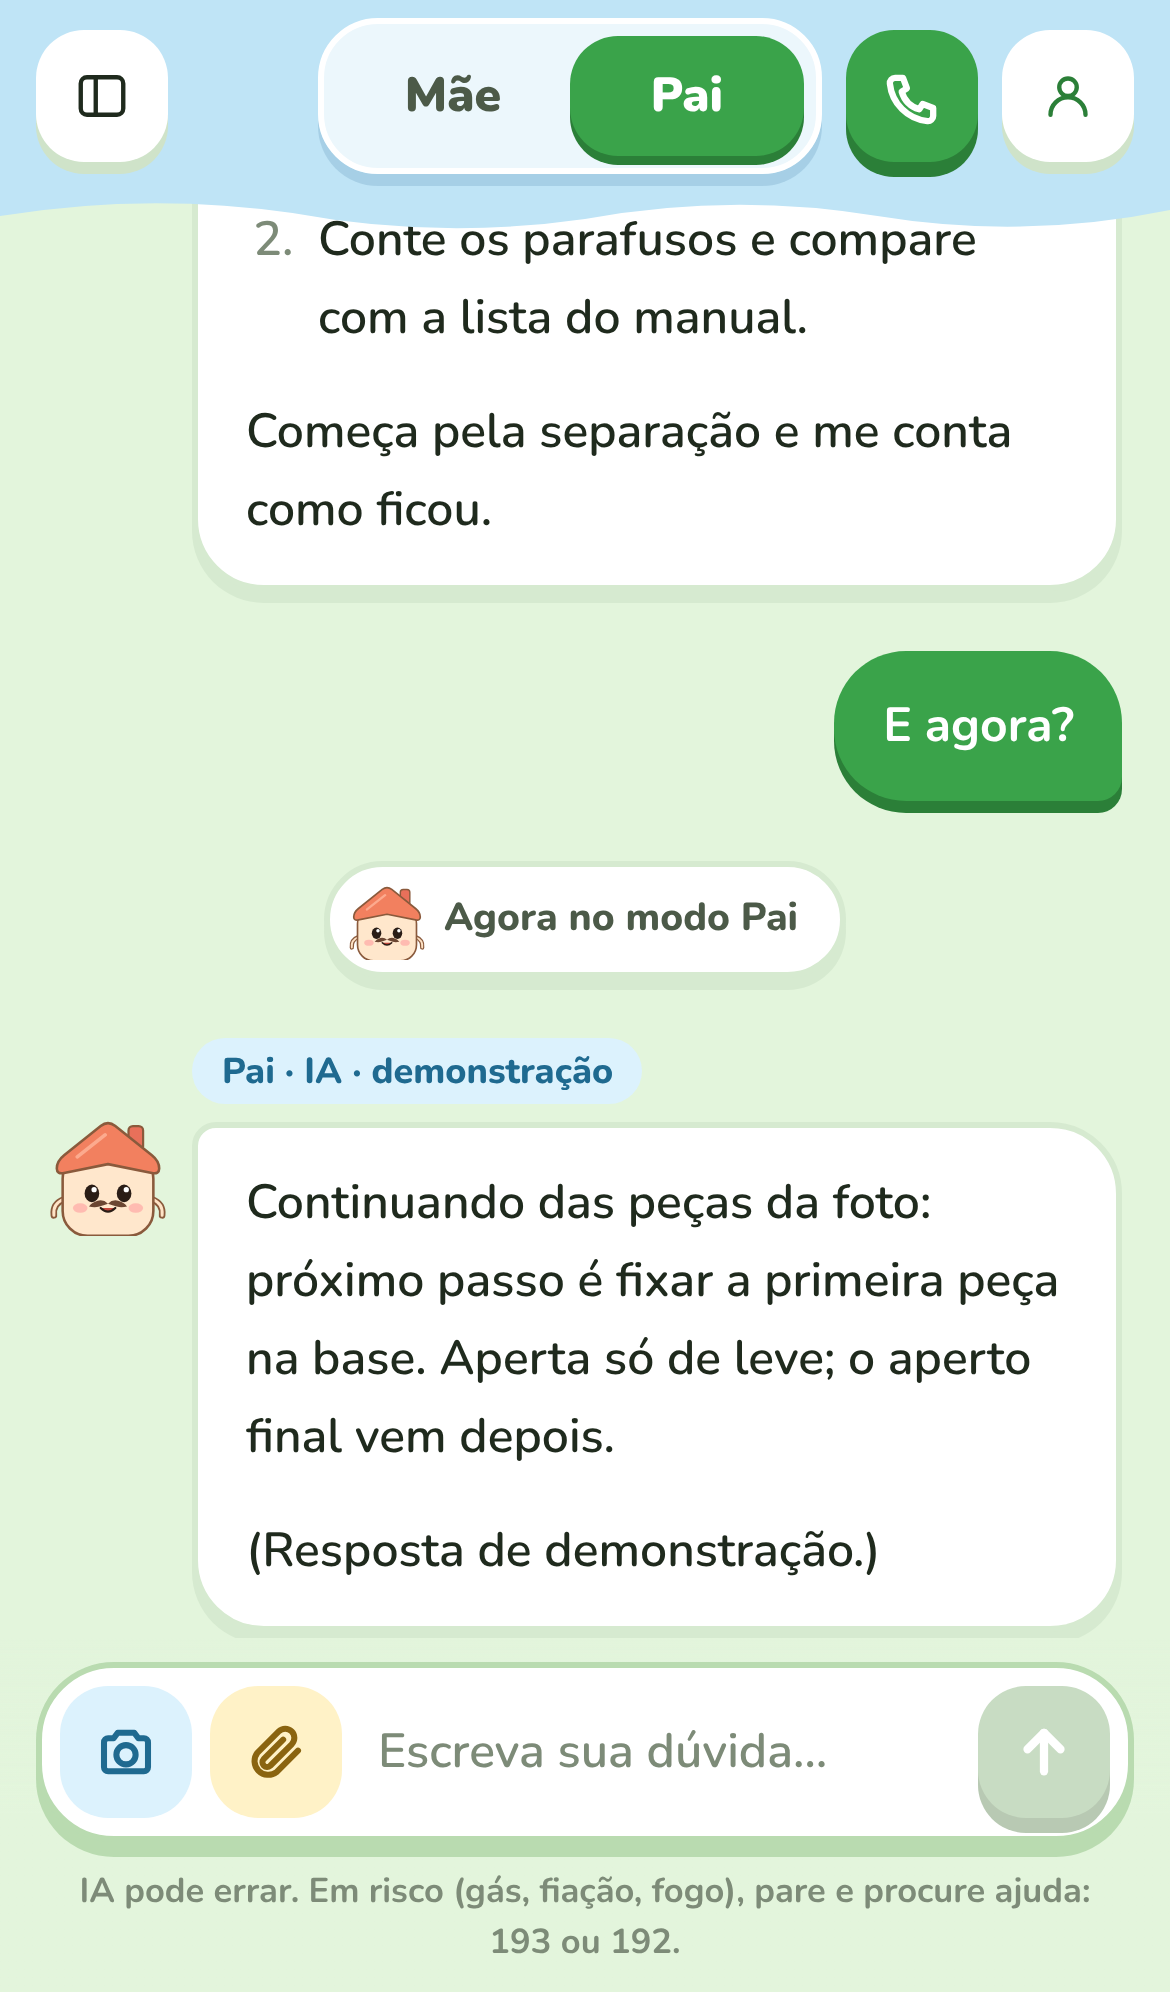 Mãe
Pai
2. Conte os parafusos e compare
com a lista do manual.
Começa pela separação e me conta
como ficou.
E agora?
Agora no modo Pai
Pai · IA · demonstração
Continuando das peças da foto:
próximo passo é fixar a primeira peça
na base. Aperta só de leve; o aperto
final vem depois.
(Resposta de demonstração.)
Escreva sua dúvida...
IA pode errar. Em risco (gás, fiação, fogo), pare e procure ajuda:
193 ou 192.